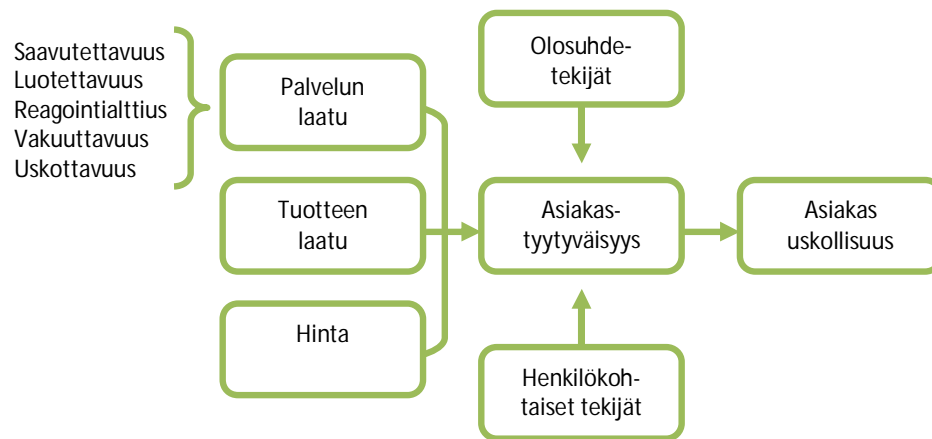 Saavutettavuus
Luotettavuus
Reagointialttius
Vakuuttavuus
Uskottavuus
Palvelun
laatu
Tuotteen
laatu
Hinta
Olosuhde-
tekijät
Asiakas-
tyytyväisyys
Henkilökoh-
taiset tekijät
Asiakas
uskollisuus